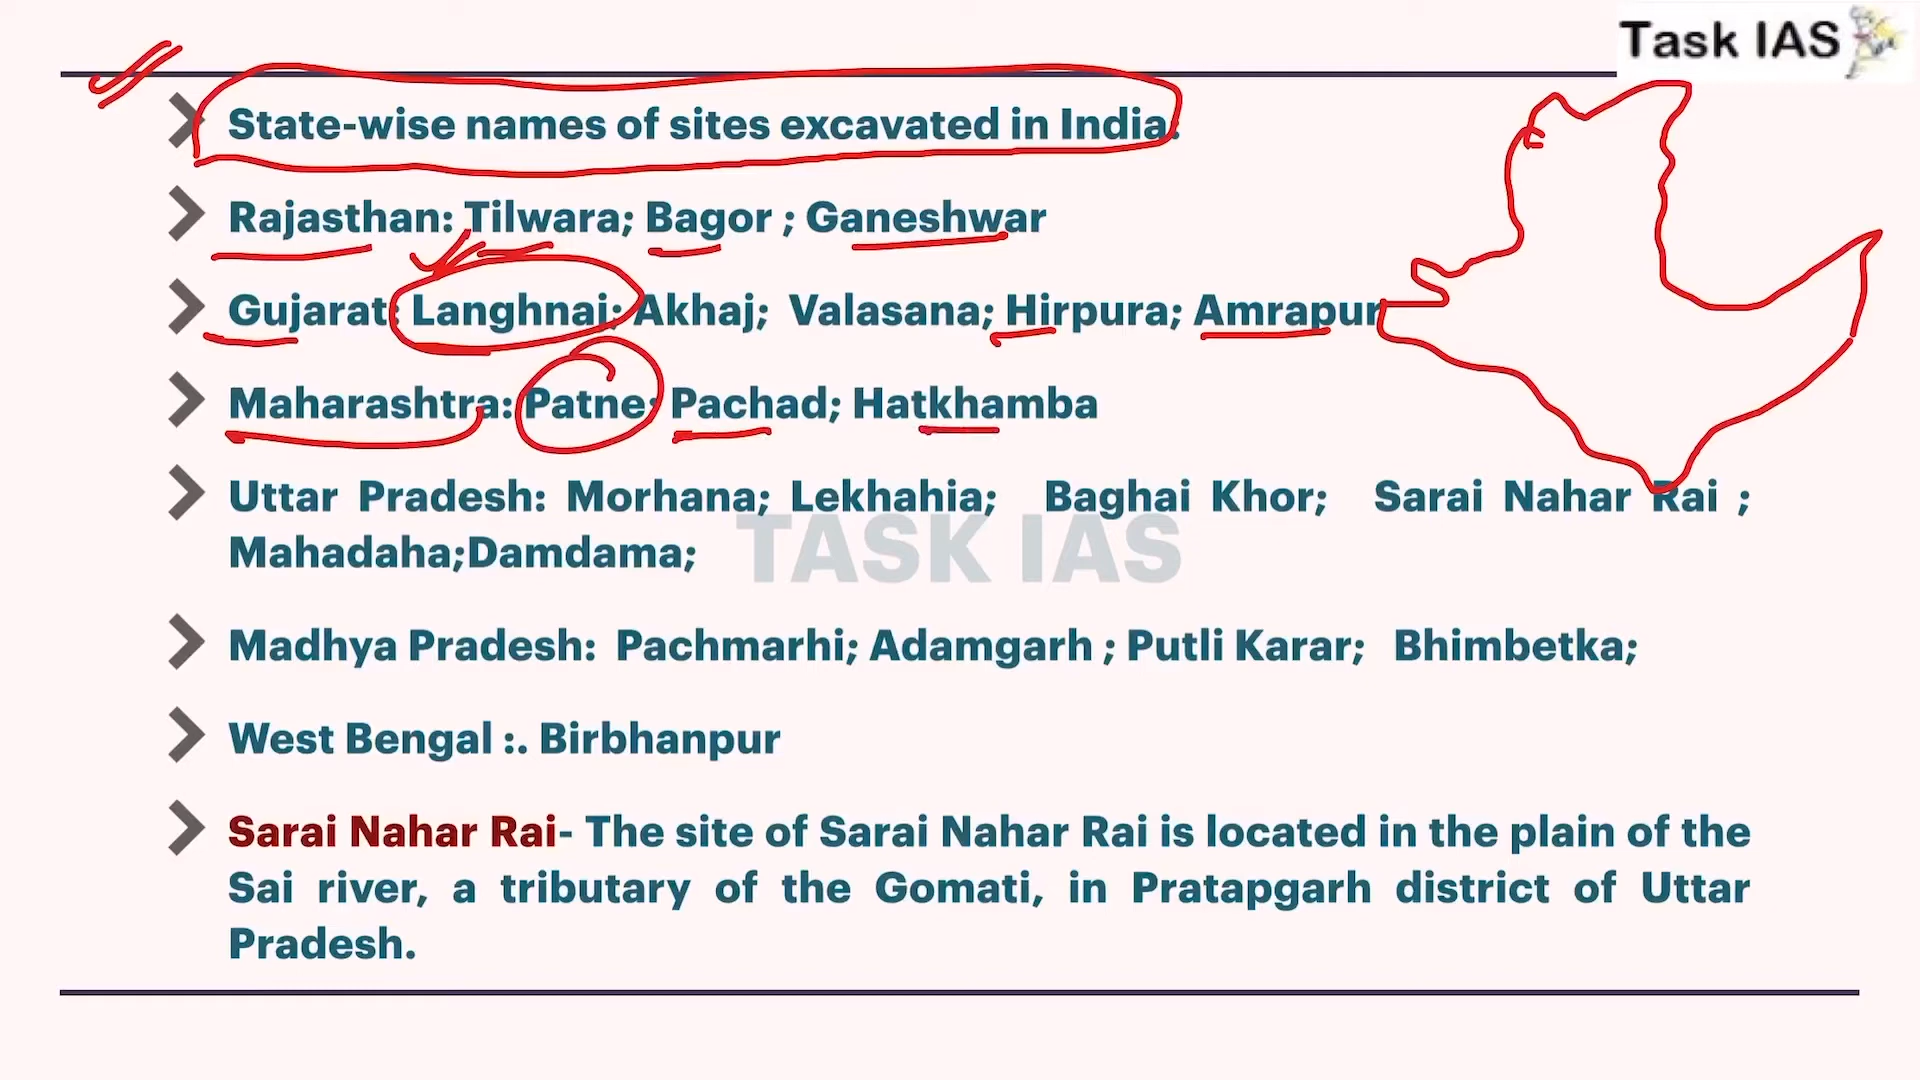 Task IAS
State-wise names of sites excavated in India:
Rajasthan: Tilwara; Bagor ; Ganeshwar
Gujarat: Langhnai; Akhaj; Valasana; Hirpura; Amrapur
Maharashtra: Patne; Pachad; Hatkhamba
Uttar Pradesh: Morhana; Lekhahia; Baghai Khor; Sarai Nahar Rai ;
Mahadaha;Damdama;
TASK IAS
Madhya Pradesh: Pachmarhi; Adamgarh ; Putli Karar; Bhimbetka;
West Bengal :. Birbhanpur
Sarai Nahar Rai- The site of Sarai Nahar Rai is located in the plain of the
Sai river, a tributary of the Gomati, in Pratapgarh district of Uttar
Pradesh.